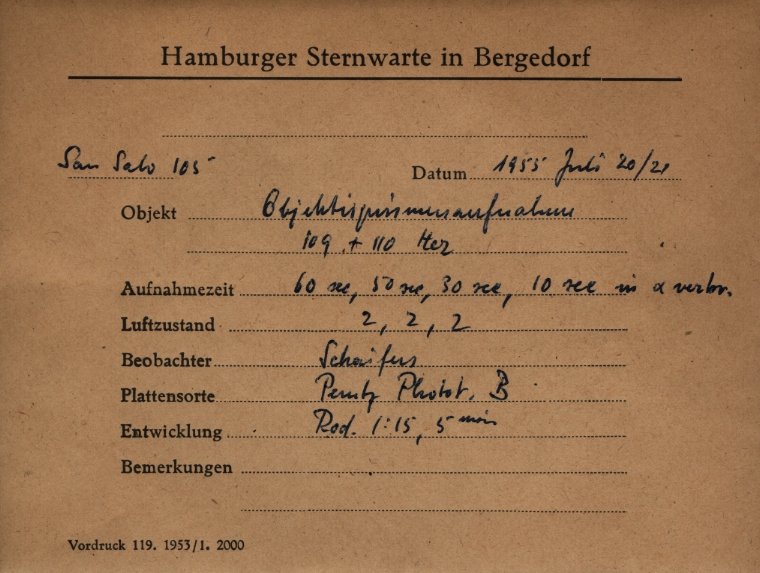 Hamburger Sternwarte in Bergedorf
San Salv 105 Datum 1955 Juli 20/21
Objekt Objektivprismenaufnahme
109 + 110 Her
Aufnahmezeit 60 sec, 50 sec, 30 sec, 10 sec in α verbr.
Luftzustand 2, 2, 2
Beobachter Schaifers
Plattensorte Perutz Photot. B
Entwicklung Rod. 1:15, 5 min
Bemerkungen
Vordruck 119. 1953/1. 2000